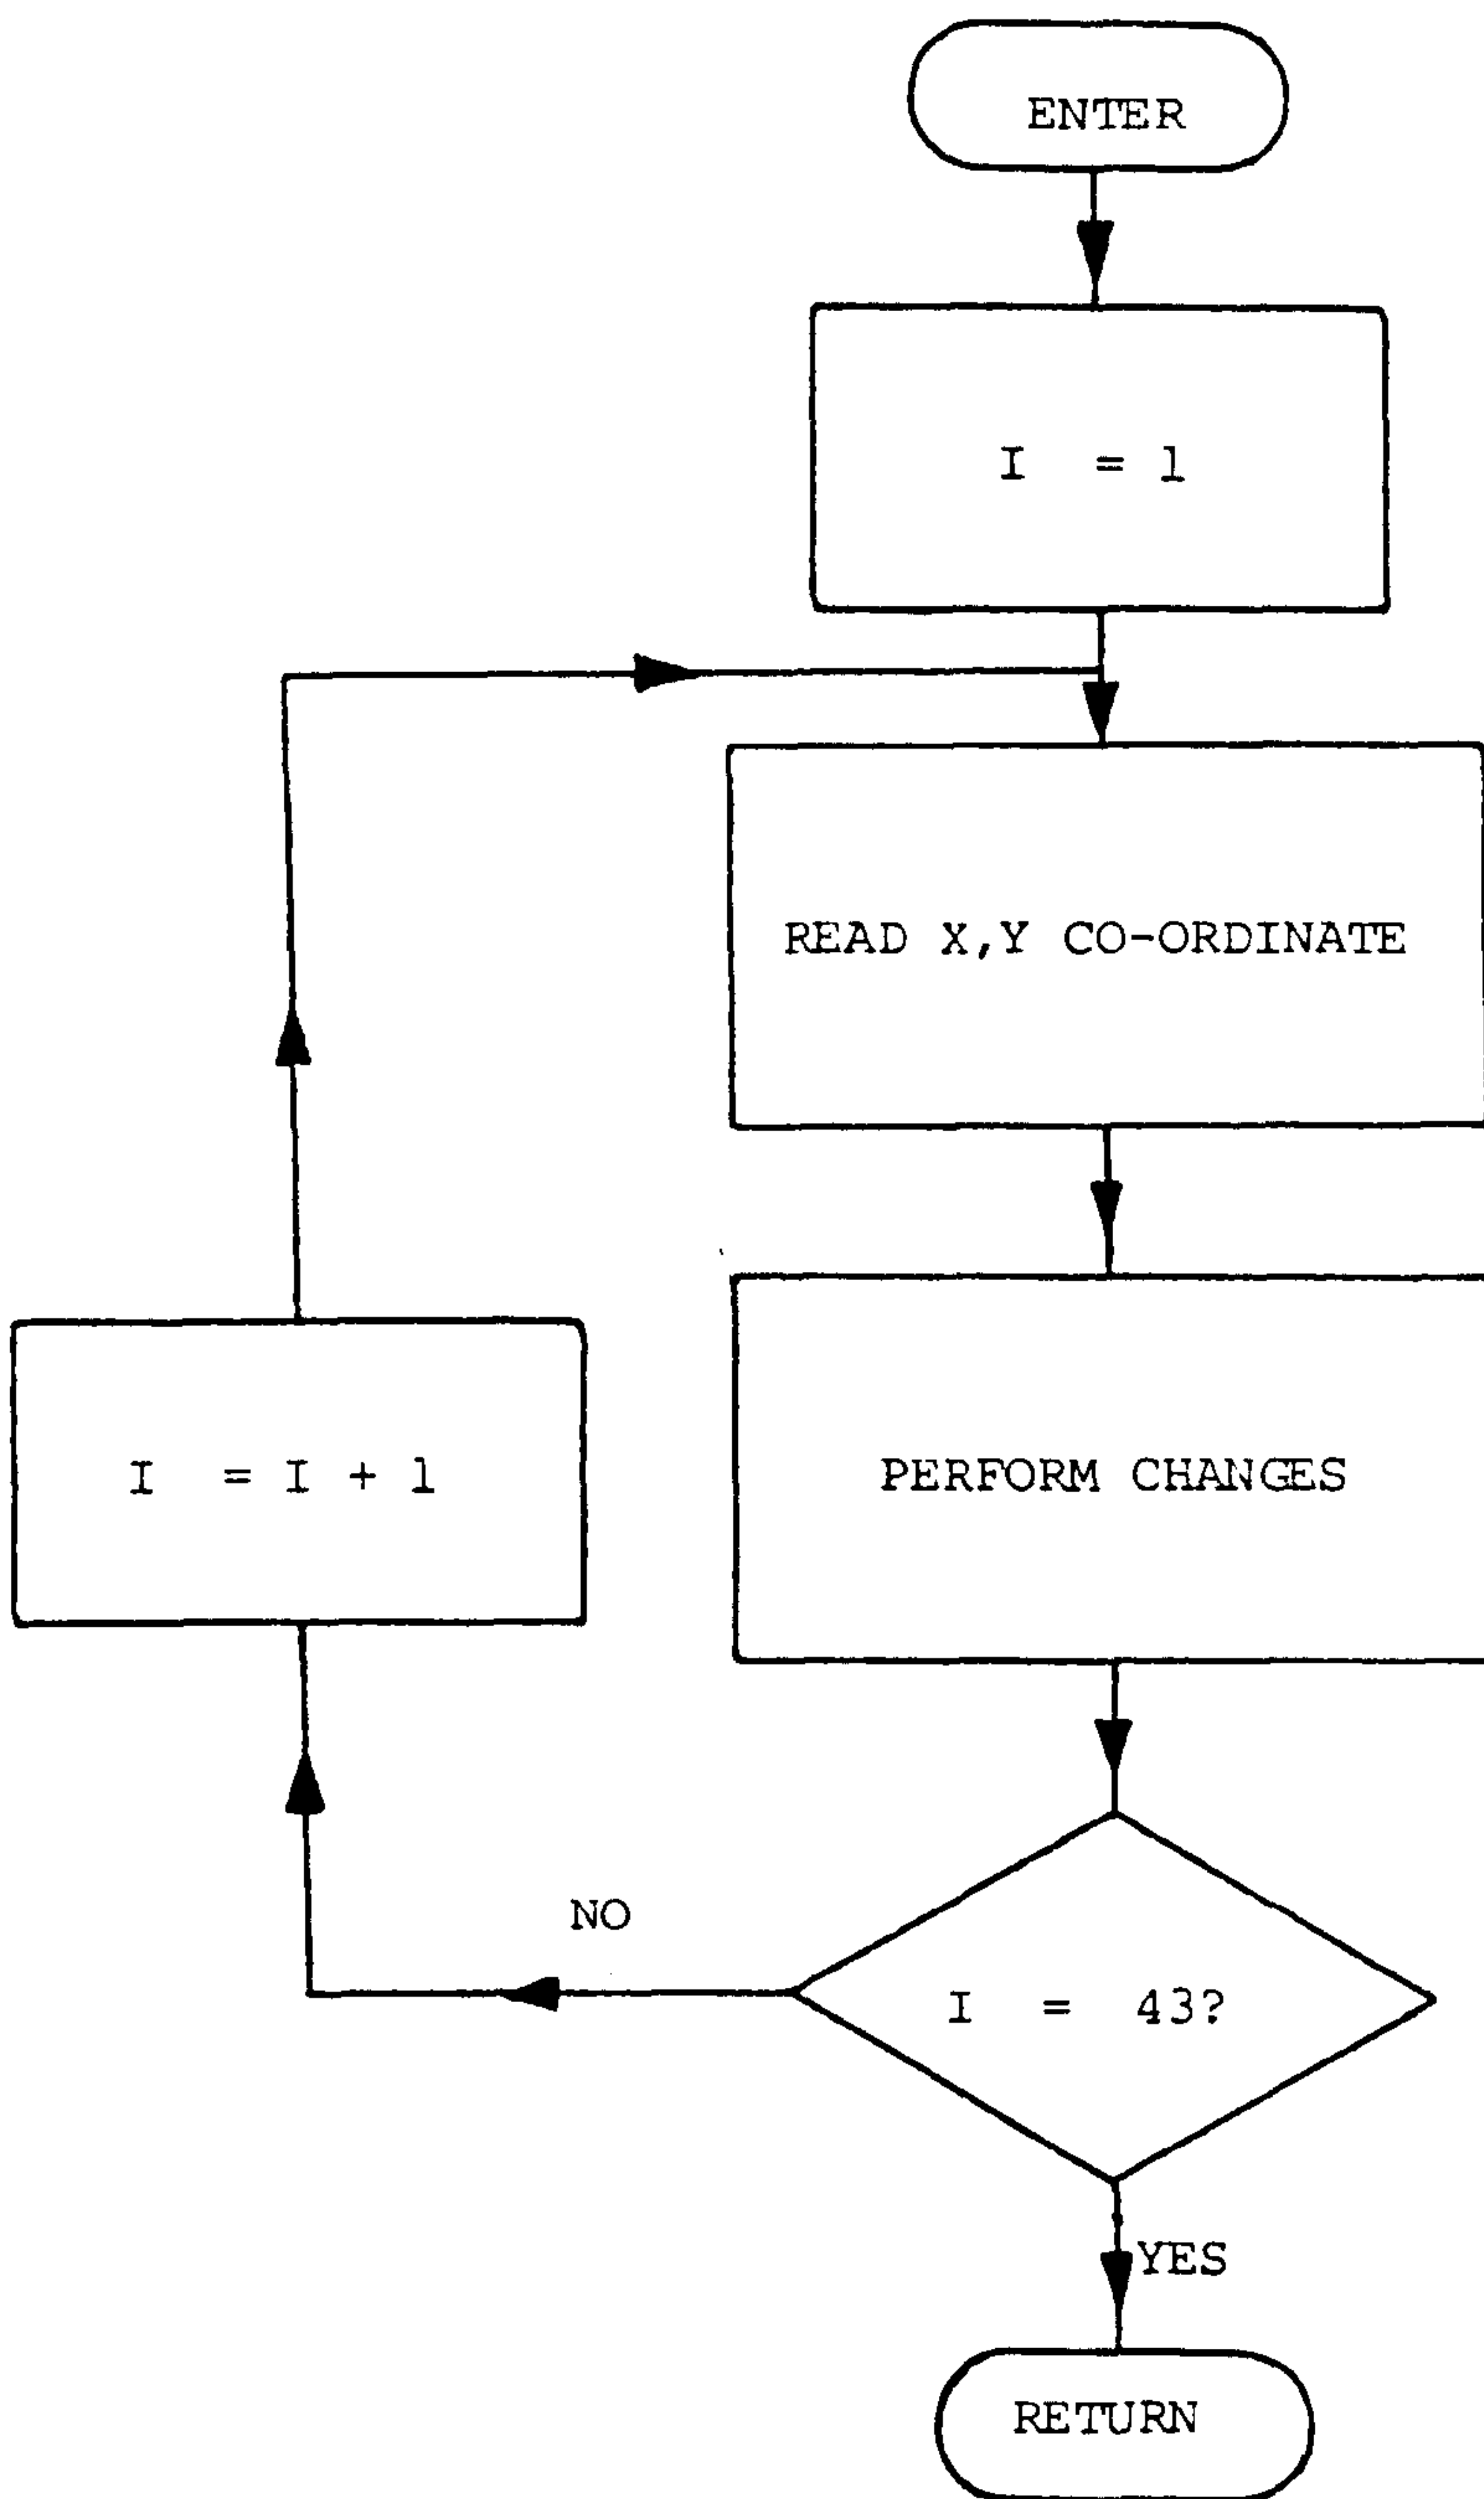 ENTER
I = 1
READ X,Y CO-ORDINATE
PERFORM CHANGES
I = I + 1
NO
I = 43?
YES
RETURN